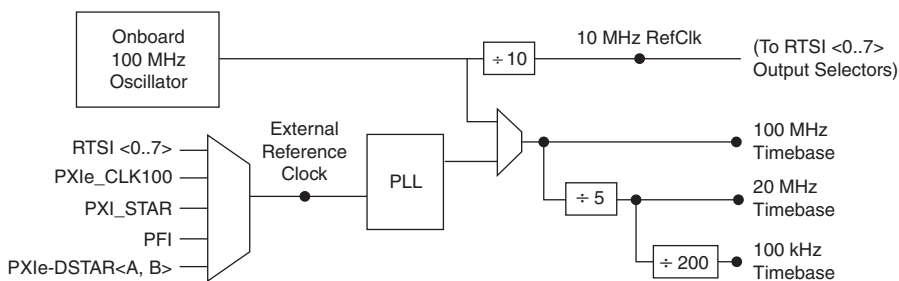 Onboard
100 MHz
Oscillator
÷ 10
10 MHz RefClk
(To RTSI <0..7>
Output Selectors)
RTSI <0..7>
PXIe_CLK100
PXI_STAR
PFI
PXIe-DSTAR<A, B>
External
Reference
Clock
PLL
100 MHz
Timebase
÷ 5
20 MHz
Timebase
÷ 200
100 kHz
Timebase